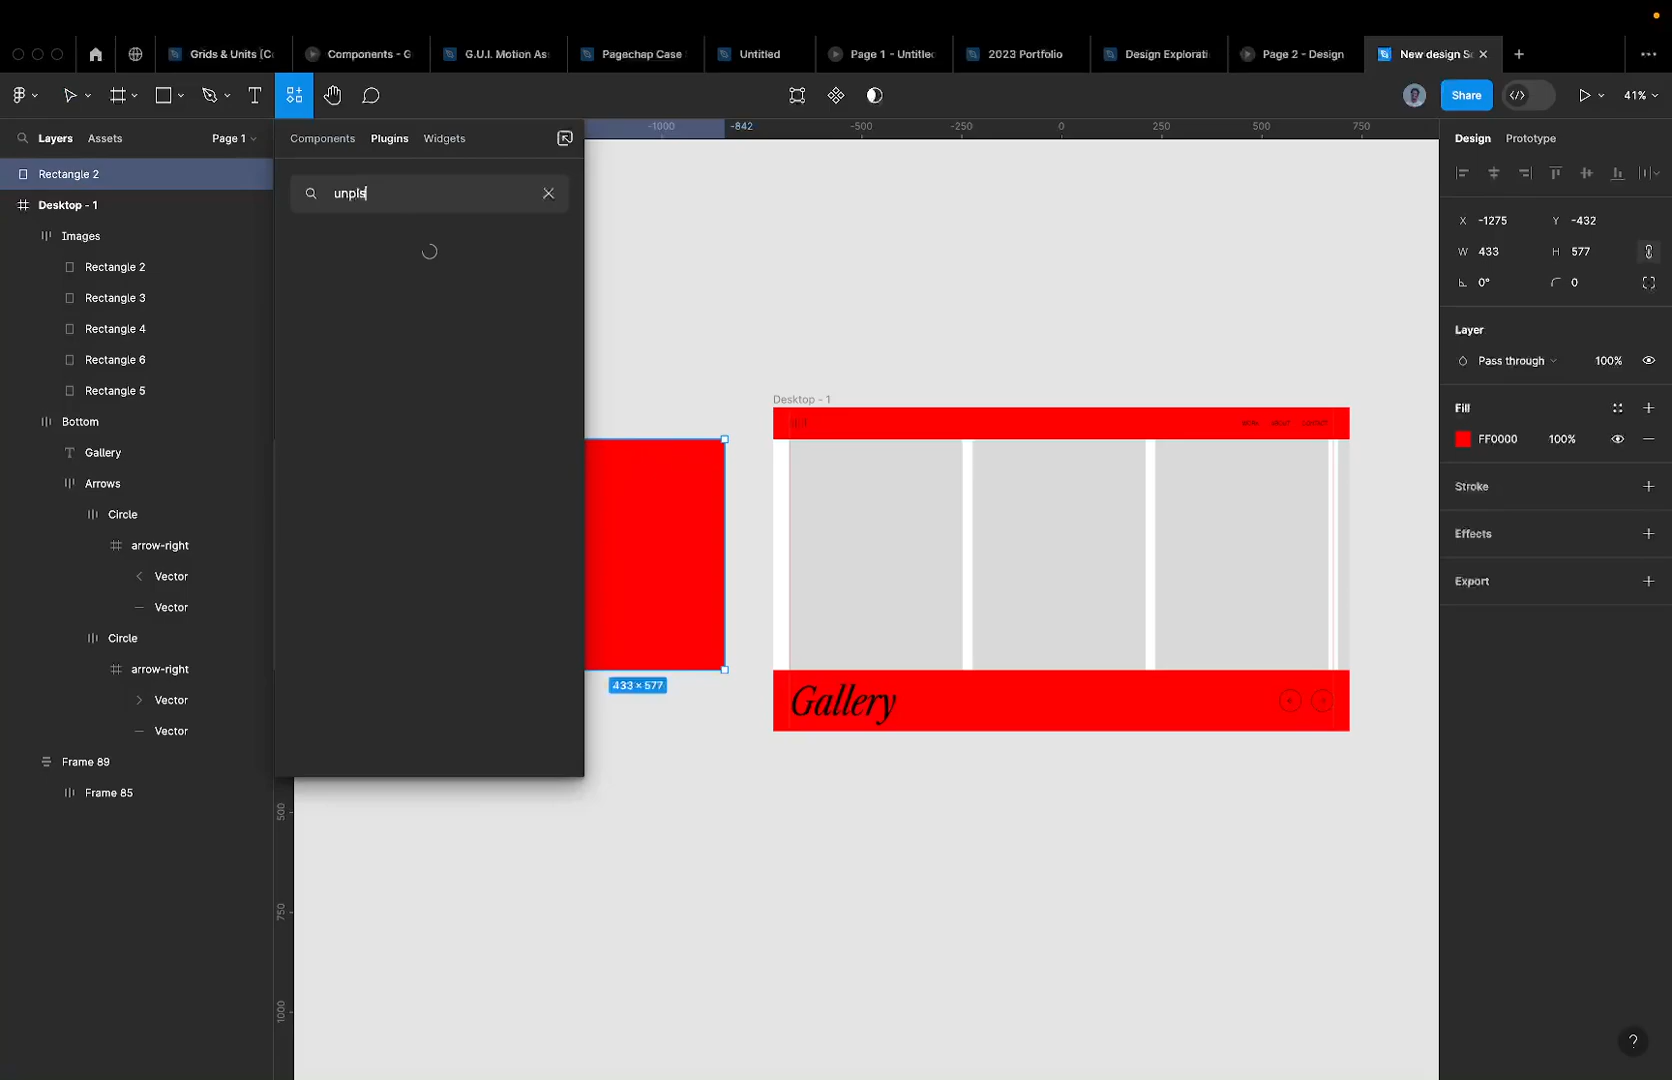 Grids & Units (C
Components - G
G.U.I. Motion As
Pagechap Case
Untitled
Page 1 - Untitle
2023 Portfolio
Design Explorati
Page 2 - Design
New design Sc
Share
41%
Layers
Assets
Page 1
Components
Plugins
Widgets
-1000
-842
-500
-250
0
250
500
750
Design
Prototype
Rectangle 2
unpls
Desktop - 1
X -1275
Y -432
Images
W 433
H 577
Rectangle 2
0°
0
Rectangle 3
Rectangle 4
Layer
Rectangle 6
Pass through
100%
Rectangle 5
Desktop - 1
Fill
Bottom
WORK
ABOUT
CONTACT
FF0000
100%
Gallery
Arrows
Stroke
Circle
Effects
arrow-right
Vector
Export
Vector
Circle
arrow-right
433 × 577
Gallery
Vector
Vector
Frame 89
Frame 85
500
750
1000
?